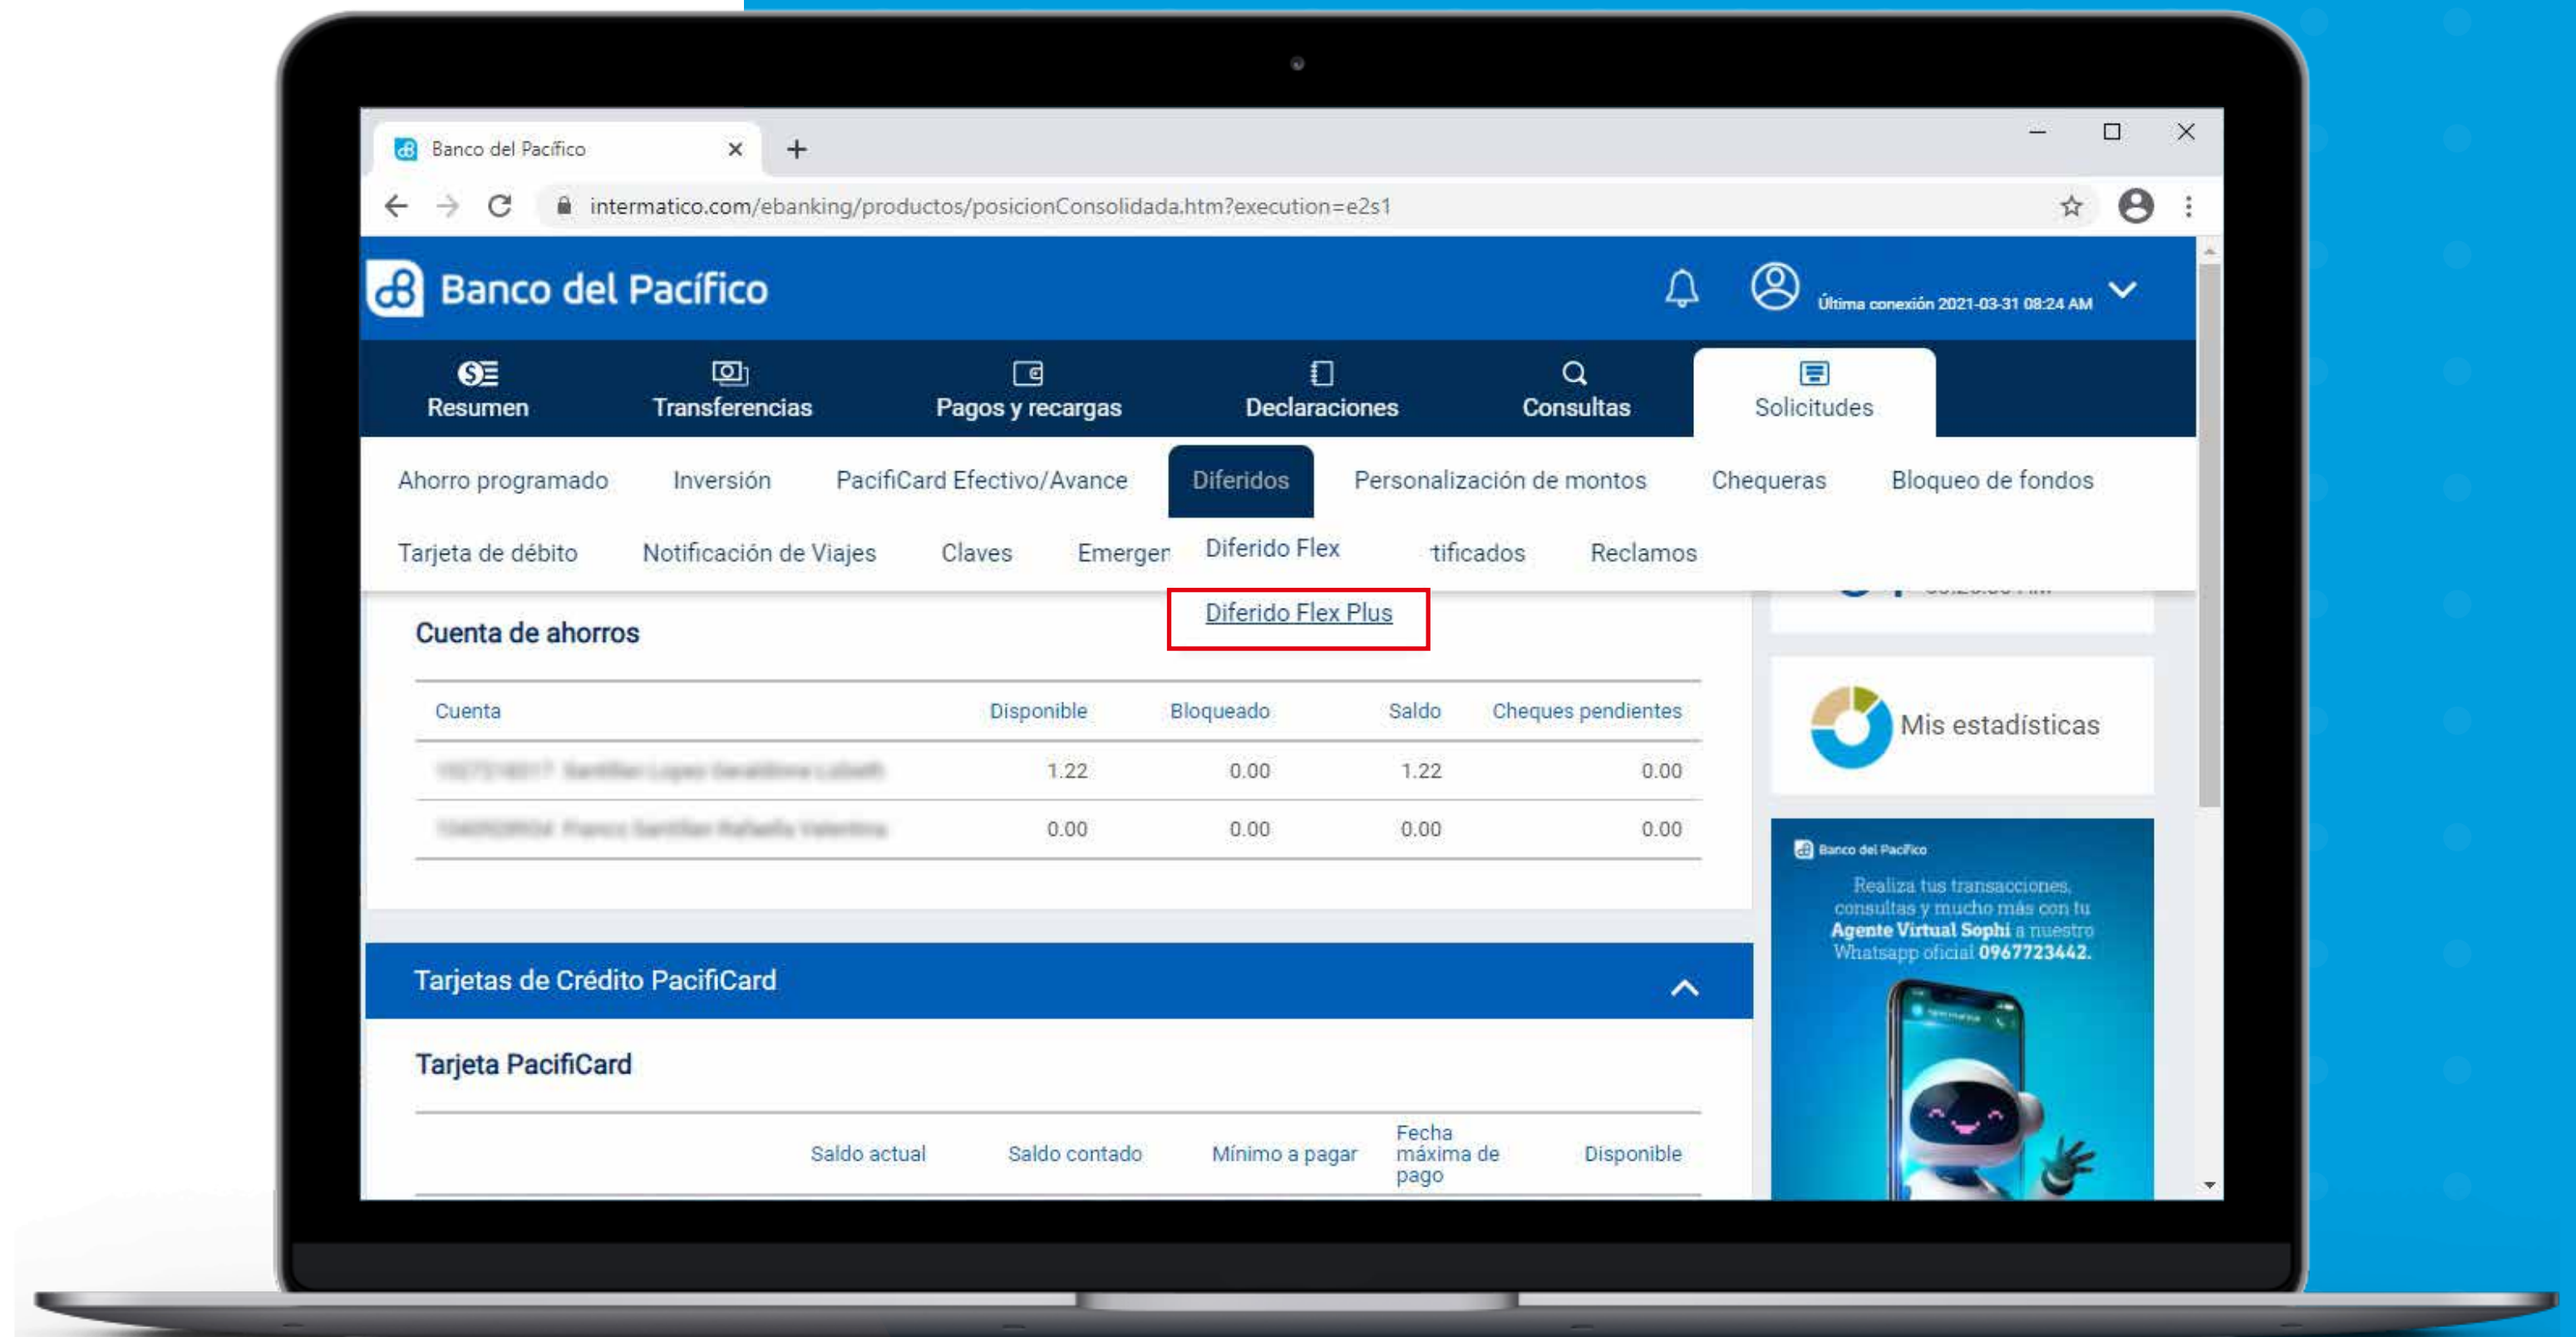 Banco del Pacífico
intermatico.com/ebanking/productos/posicionConsolidada.htm?execution=e2s1
Banco del Pacífico
Última conexión 2021-03-31 08:24 AM
Resumen Transferencias Pagos y recargas Declaraciones Consultas Solicitudes
Ahorro programado Inversión PacifiCard Efectivo/Avance Diferidos Personalización de montos Chequeras Bloqueo de fondos
Tarjeta de débito Notificación de Viajes Claves Emergen Diferido Flex tificados Reclamos
Diferido Flex Plus
Cuenta de ahorros
Cuenta Disponible Bloqueado Saldo Cheques pendientes
1.22 0.00 1.22 0.00
0.00 0.00 0.00 0.00
Mis estadísticas
Banco del Pacífico
Realiza tus transacciones,
consultas y mucho más con tu
Agente Virtual Sophi a nuestro
Whatsapp oficial 0967723442.
Tarjetas de Crédito PacifiCard
Tarjeta PacifiCard
Saldo actual Saldo contado Mínimo a pagar Fecha máxima de pago Disponible